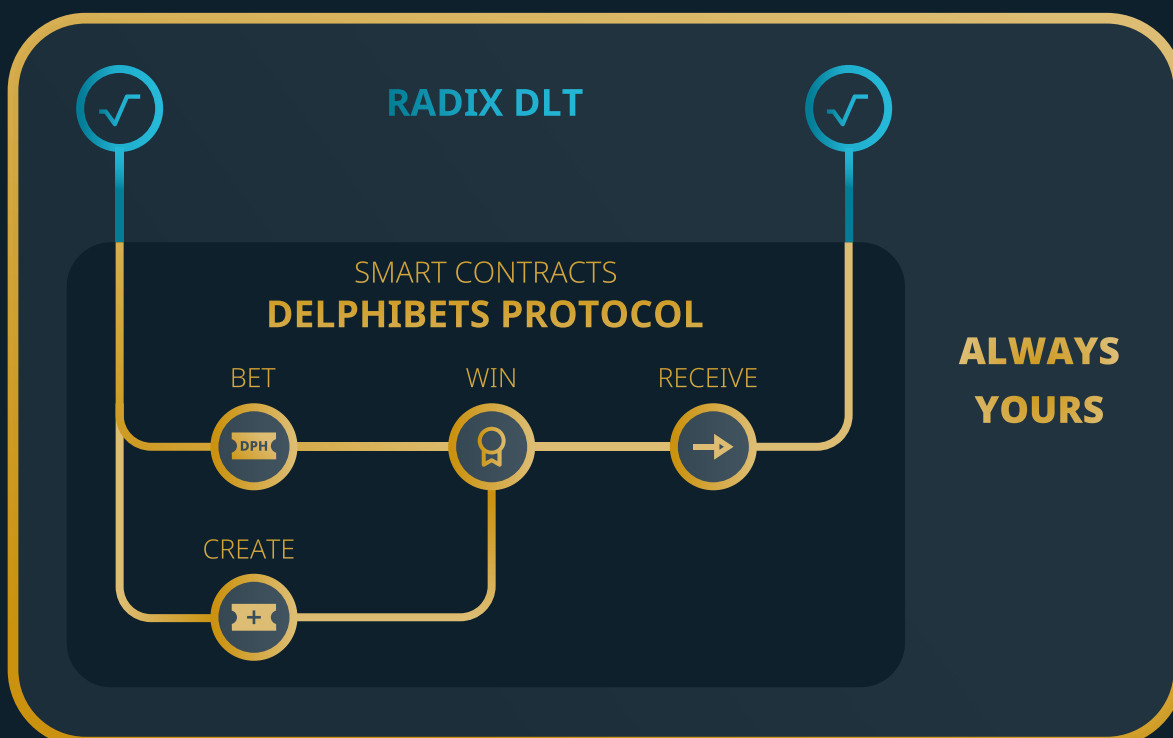 RADIX DLT
SMART CONTRACTS
DELPHIBETS PROTOCOL
BET
WIN
RECEIVE
DPH
CREATE
ALWAYS
YOURS